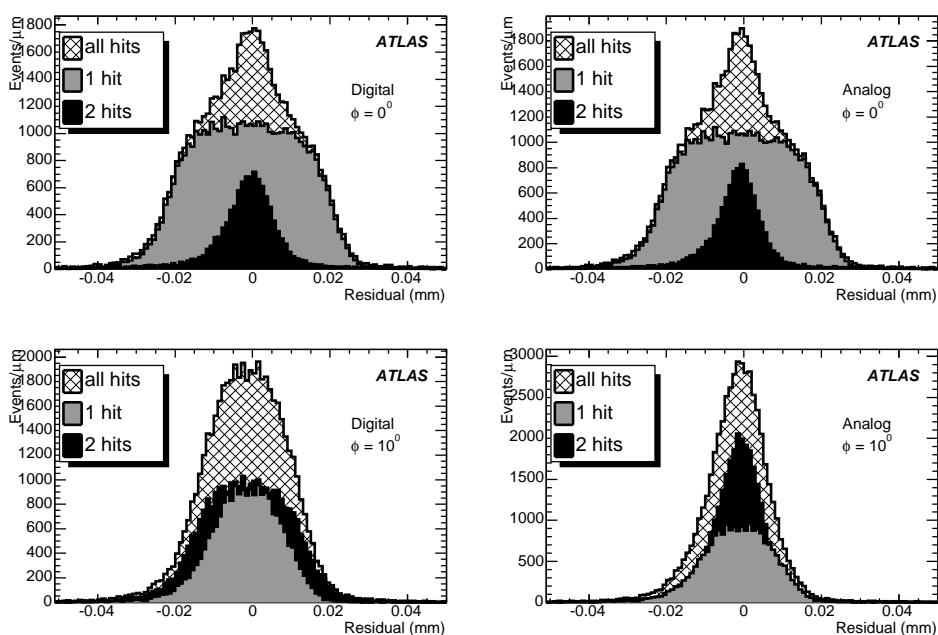 Events/μm
1800
1600
1400
1200
1000
800
600
400
200
0
all hits
1 hit
2 hits
ATLAS
Digital
ϕ = 0⁰
-0.04 -0.02 0 0.02 0.04
Residual (mm)
Events/μm
1800
1600
1400
1200
1000
800
600
400
200
0
all hits
1 hit
2 hits
ATLAS
Analog
ϕ = 0⁰
-0.04 -0.02 0 0.02 0.04
Residual (mm)
Events/μm
2000
1800
1600
1400
1200
1000
800
600
400
200
0
all hits
1 hit
2 hits
ATLAS
Digital
ϕ = 10⁰
-0.04 -0.02 0 0.02 0.04
Residual (mm)
Events/μm
3000
2500
2000
1500
1000
500
0
all hits
1 hit
2 hits
ATLAS
Analog
ϕ = 10⁰
-0.04 -0.02 0 0.02 0.04
Residual (mm)